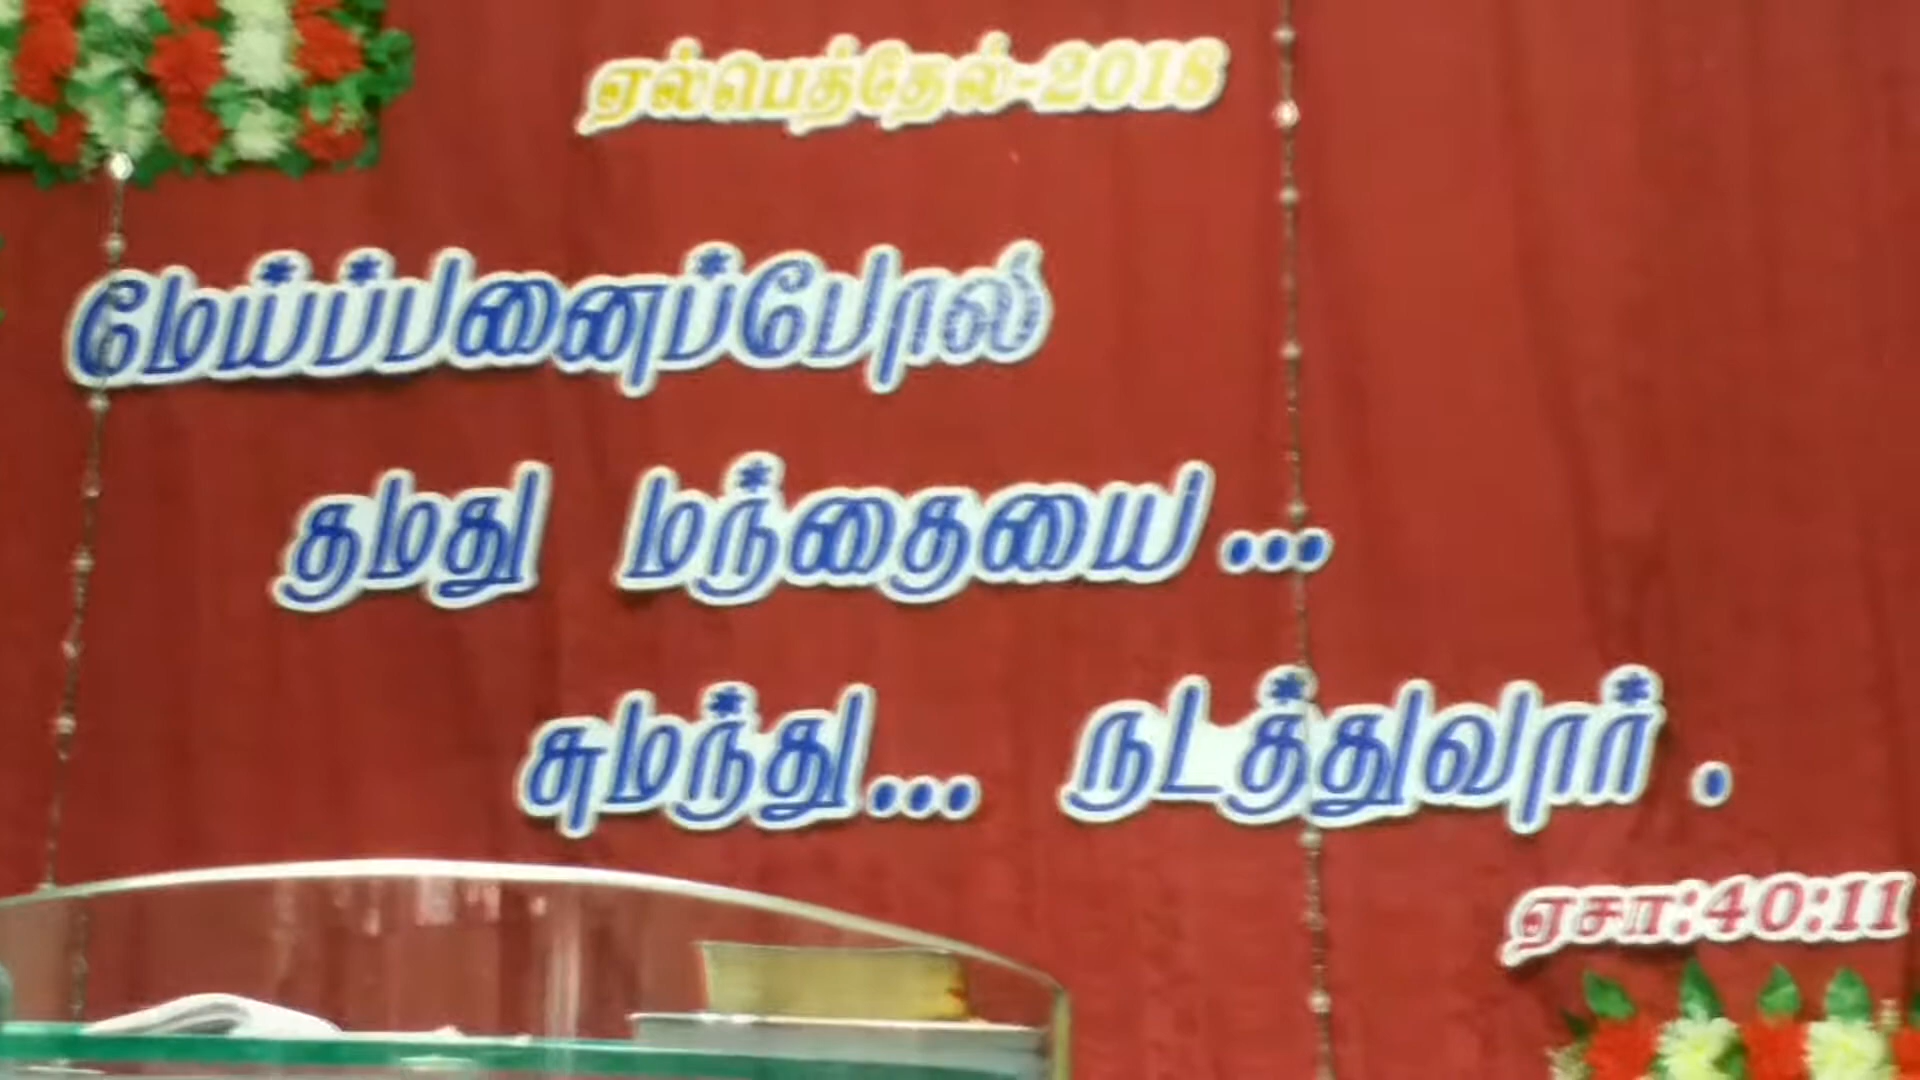 ஏல்பெத்தேல்-2018
மேய்ப்பனைப்போல்
தமது மந்தையை...
சுமந்து... நடத்துவார்.
ஏசா:40:11